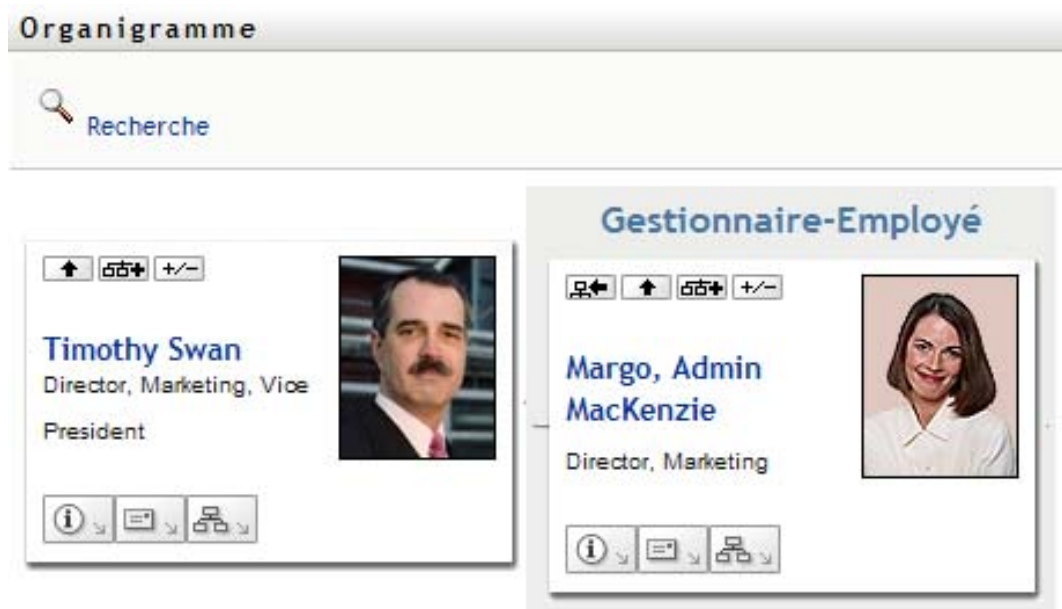 Organigramme
Recherche
Gestionnaire-Employé
+/-
Timothy Swan
Director, Marketing, Vice
President
+/-
Margo, Admin
MacKenzie
Director, Marketing